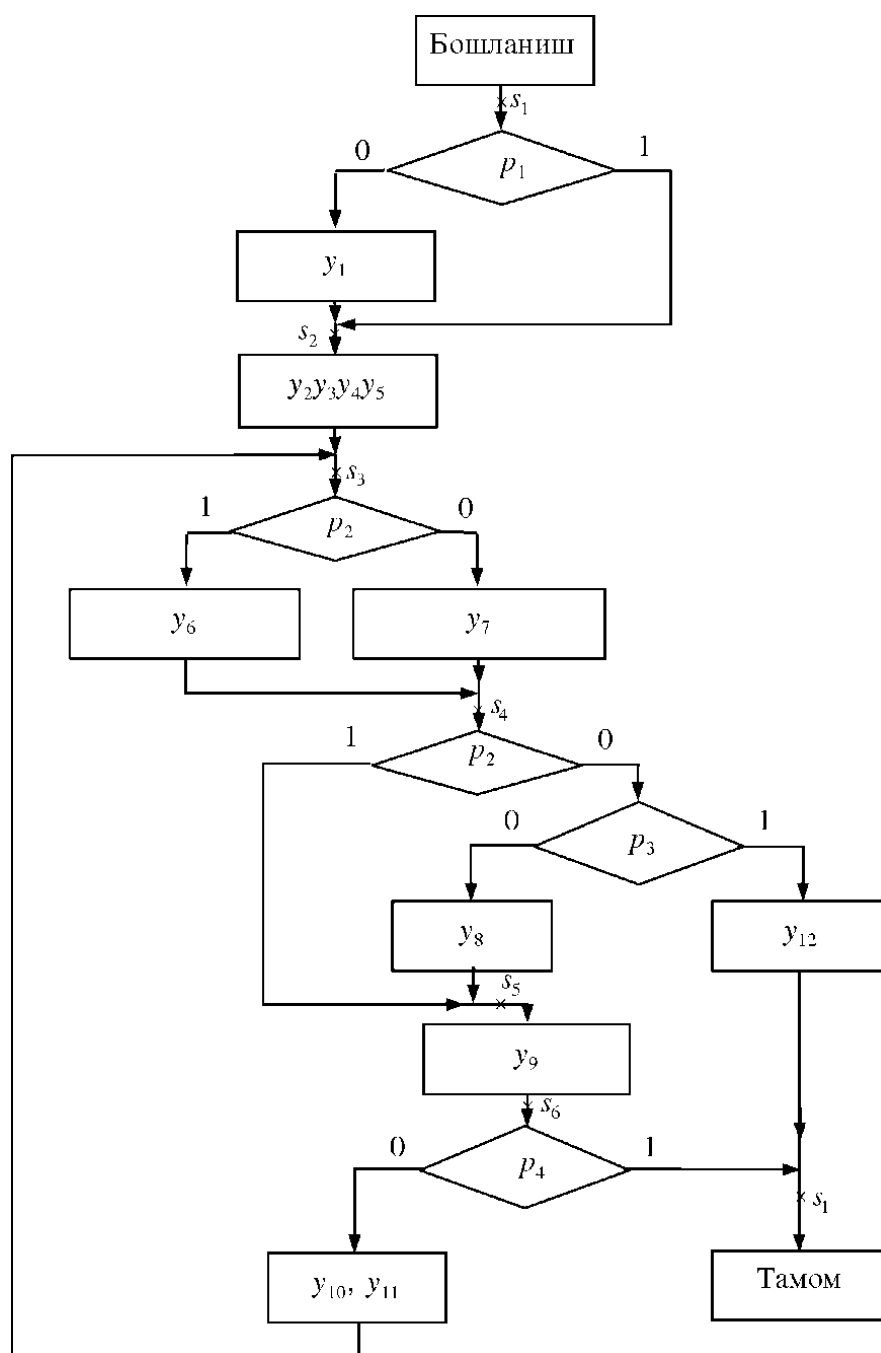 Бошланиш
s₁
0
1
p₁
y₁
s₂
y₂y₃y₄y₅
s₃
1
0
p₂
y₆
y₇
s₄
1
0
p₂
0
1
p₃
y₈
y₁₂
s₅
y₉
s₆
0
1
p₄
s₁
y₁₀, y₁₁
Тамом